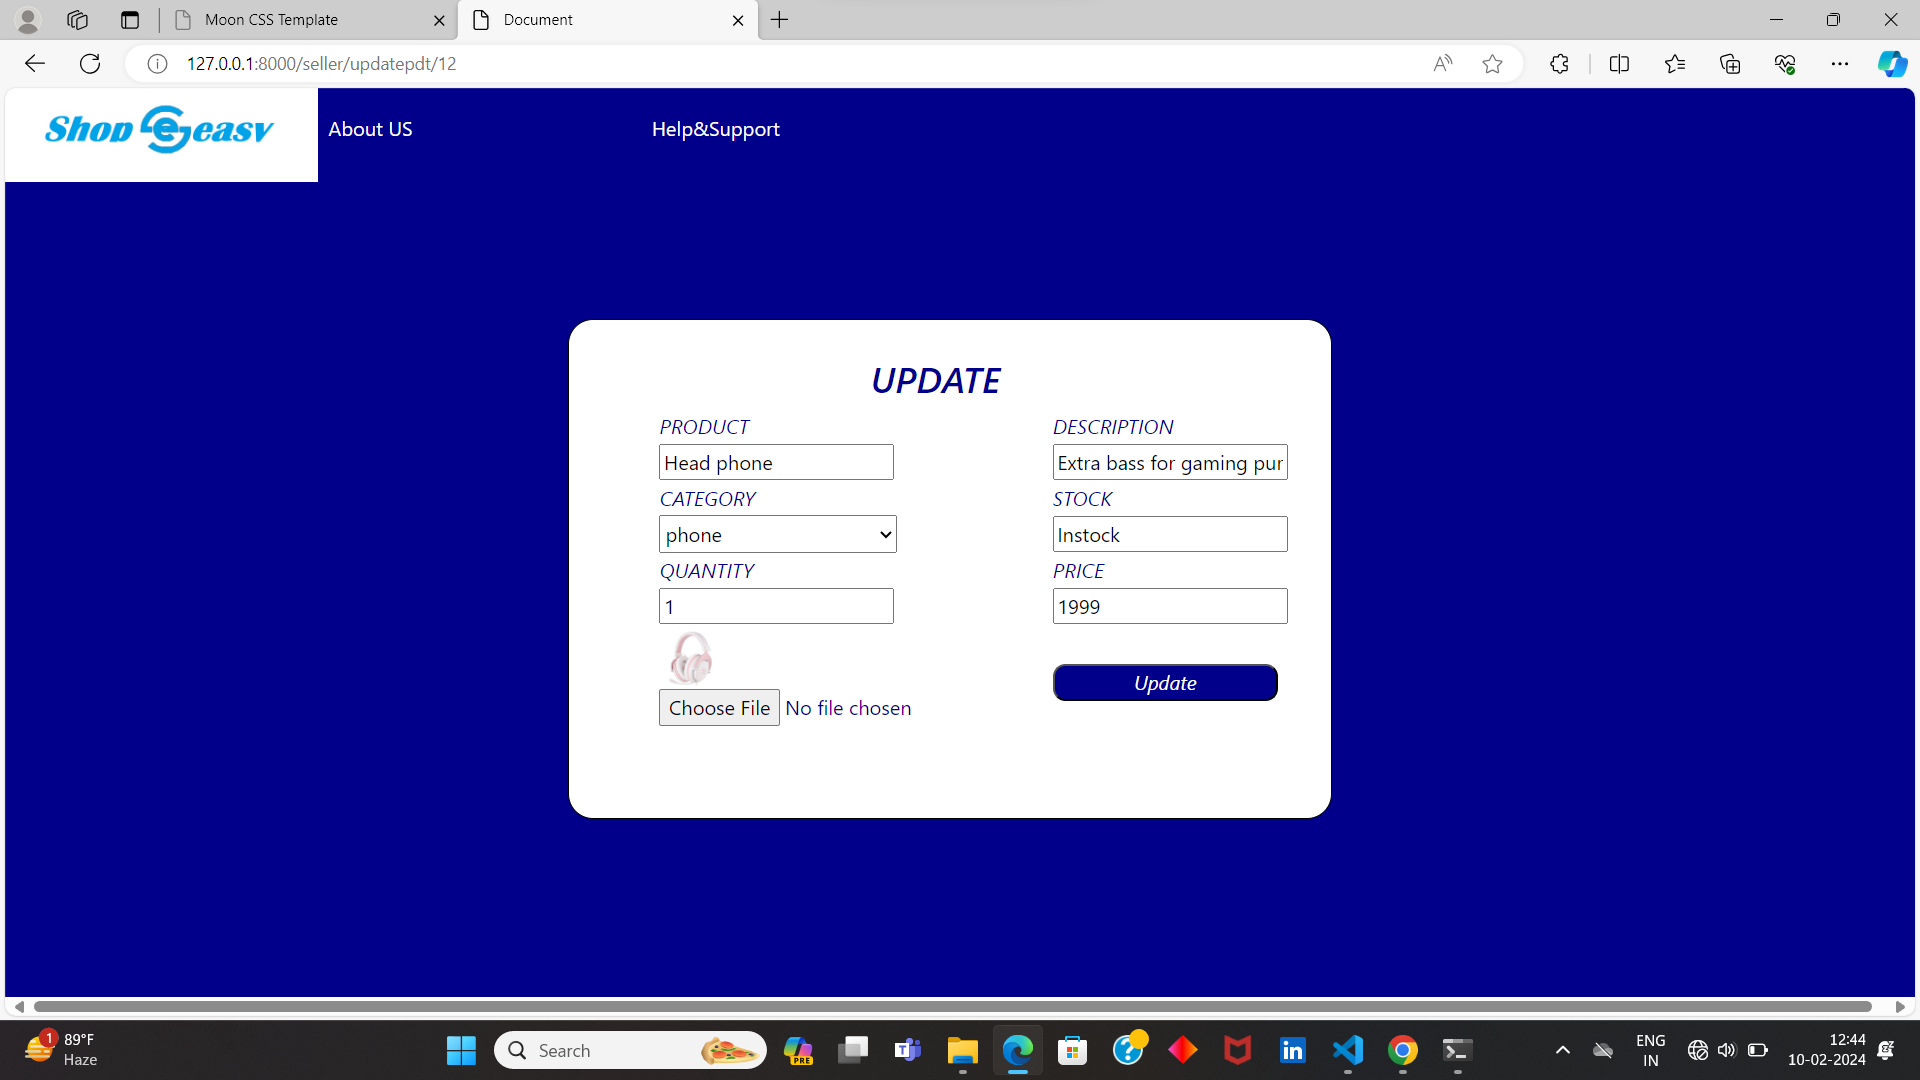 Moon CSS Template
Document
127.0.0.1:8000/seller/updatepdt/12
Shop easy
About US
Help&Support
UPDATE
PRODUCT
DESCRIPTION
Head phone
Extra bass for gaming pur
CATEGORY
STOCK
phone
Instock
QUANTITY
PRICE
1
1999
Update
Choose File No file chosen
1
89°F
Haze
Search
PRE
ENG
IN
12:44
10-02-2024